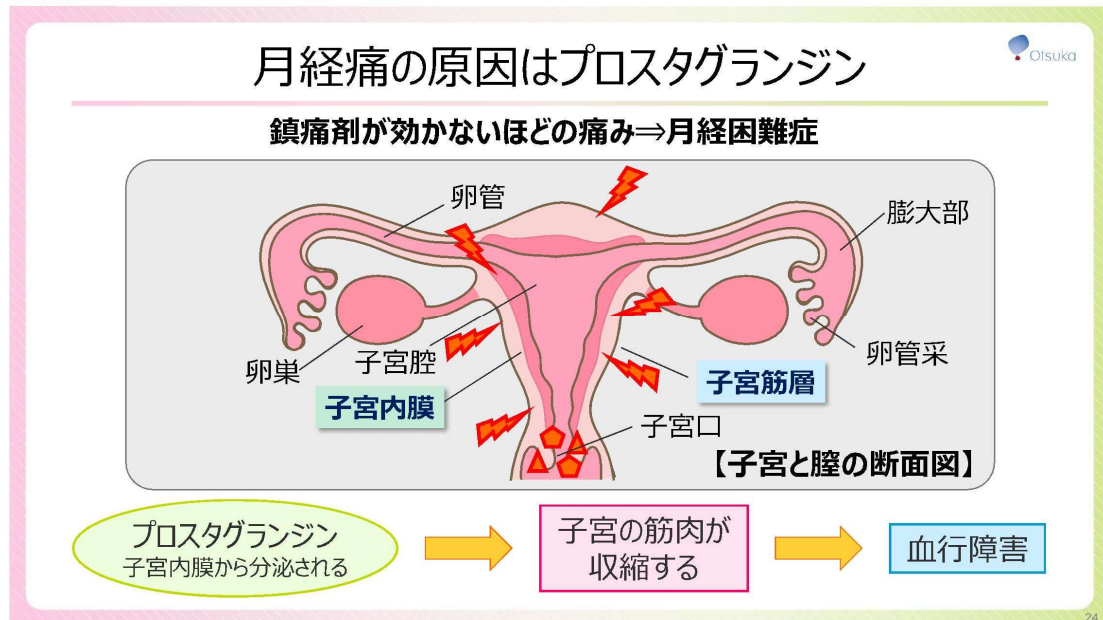 月経痛の原因はプロスタグランジン
Otsuka
鎮痛剤が効かないほどの痛み⇒月経困難症
卵管
膨大部
卵巣
子宮腔
卵管采
子宮内膜
子宮筋層
子宮口
【子宮と膣の断面図】
プロスタグランジン
子宮内膜から分泌される
子宮の筋肉が
収縮する
血行障害
24